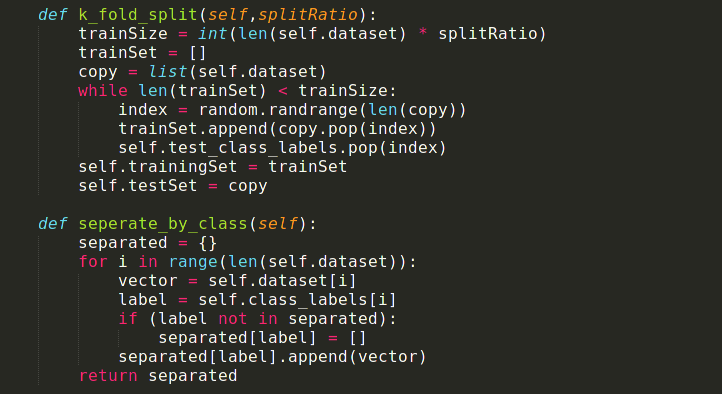 def k_fold_split(self,splitRatio):
    trainSize = int(len(self.dataset) * splitRatio)
    trainSet = []
    copy = list(self.dataset)
    while len(trainSet) < trainSize:
        index = random.randrange(len(copy))
        trainSet.append(copy.pop(index))
        self.test_class_labels.pop(index)
    self.trainingSet = trainSet
    self.testSet = copy

def seperate_by_class(self):
    separated = {}
    for i in range(len(self.dataset)):
        vector = self.dataset[i]
        label = self.class_labels[i]
        if (label not in separated):
            separated[label] = []
        separated[label].append(vector)
    return separated